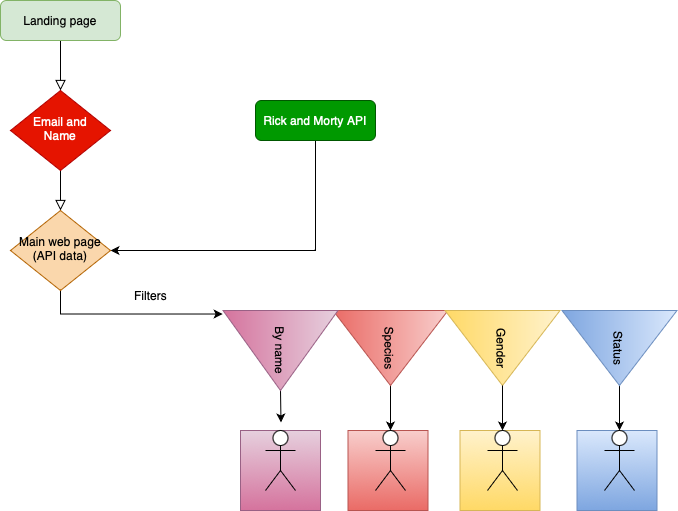 Landing page
Email and
Name
Rick and Morty API
Main web page
(API data)
Filters
By name
Species
Gender
Status